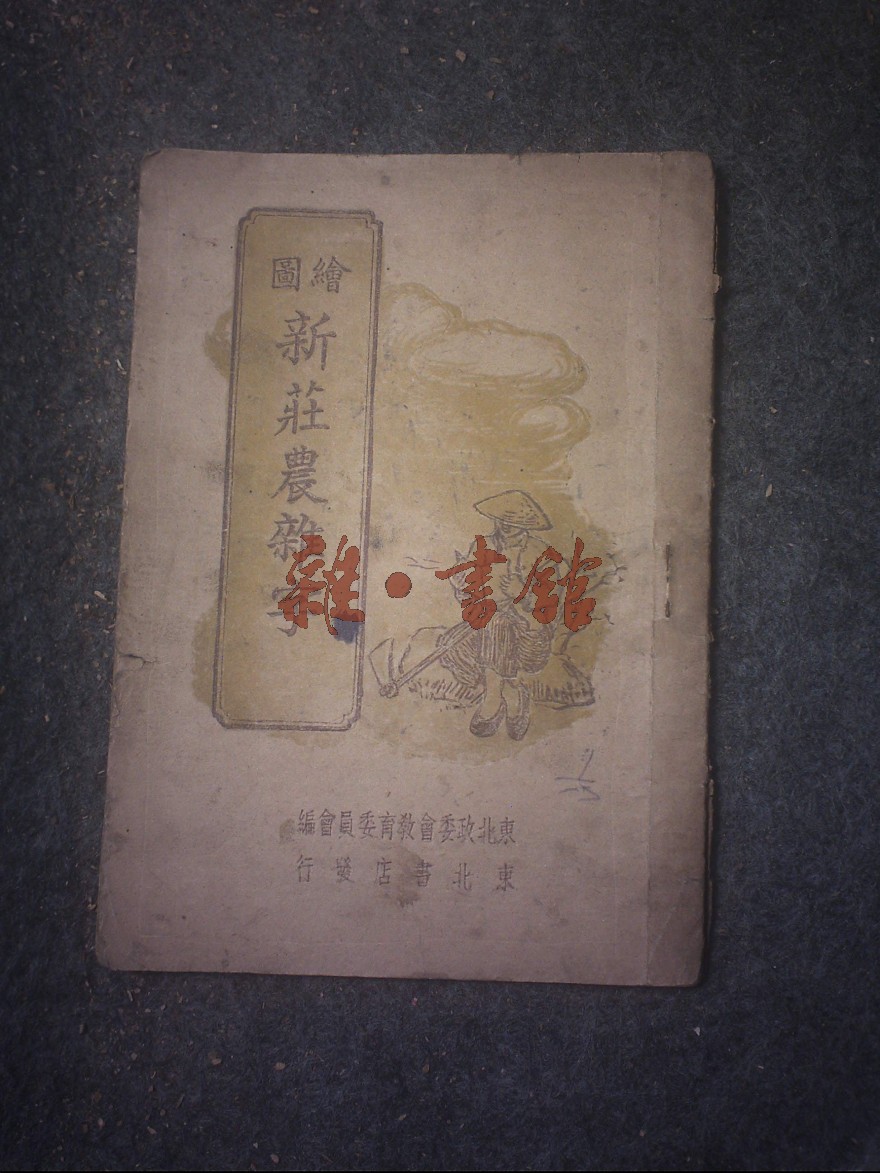 繪圖
新莊農雜字
雜·書館
東北政委會教育委員會編
東北書店發行